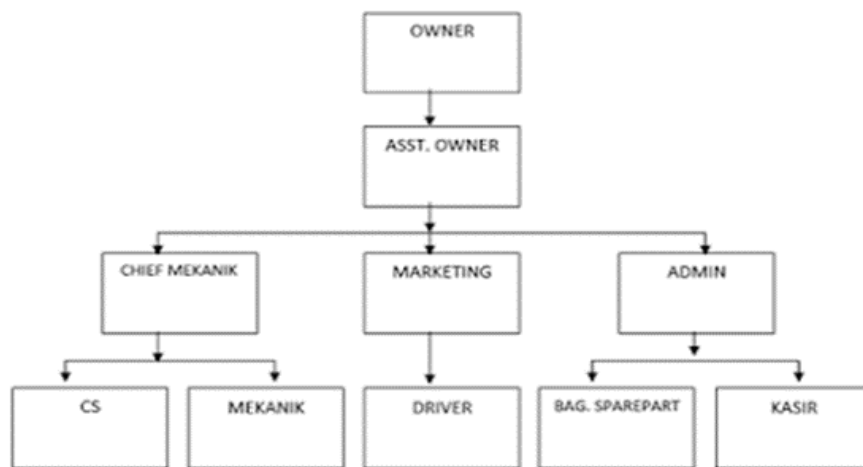 OWNER
ASST. OWNER
CHIEF MEKANIK
MARKETING
ADMIN
CS
MEKANIK
DRIVER
BAG. SPAREPART
KASIR